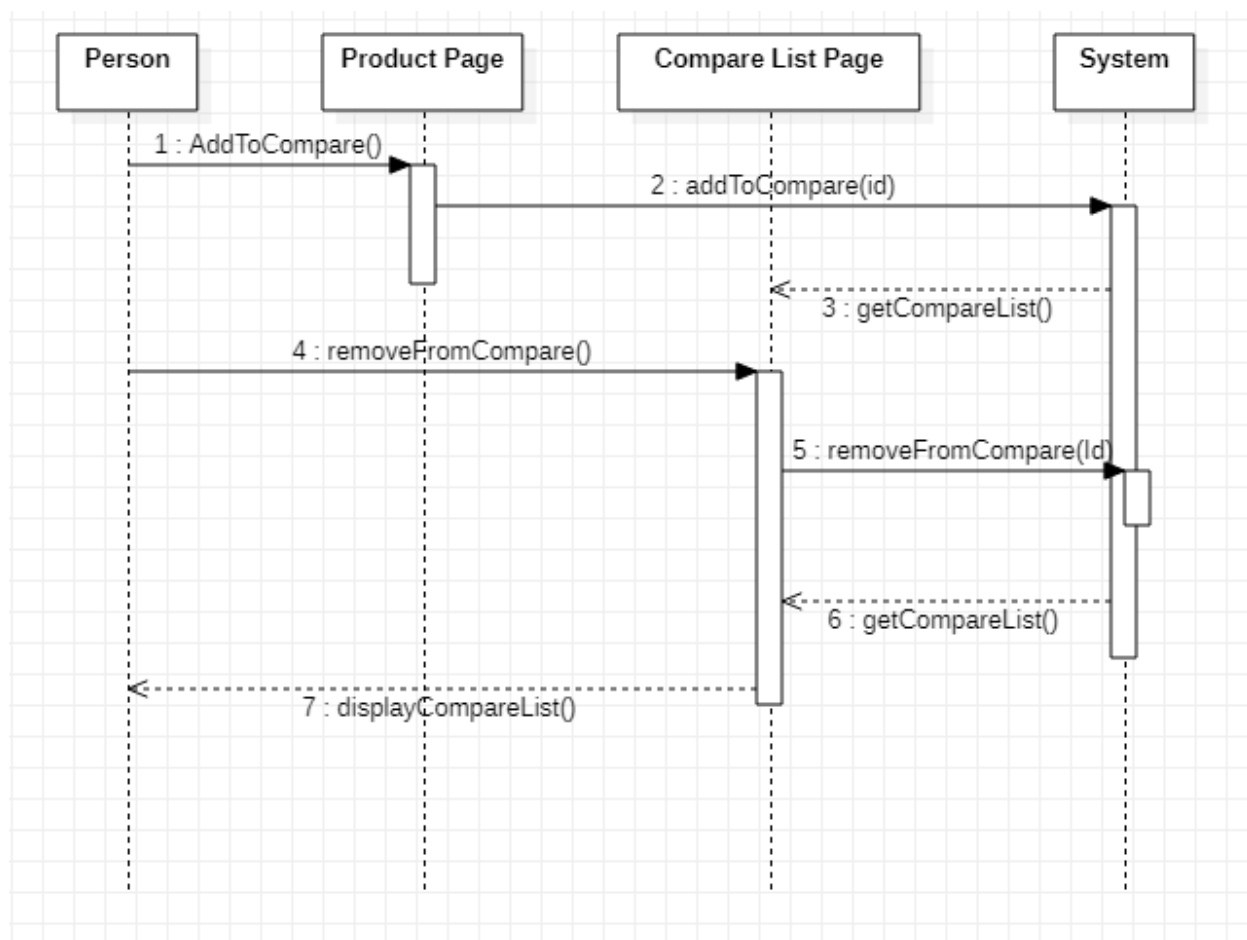 Person
Product Page
Compare List Page
System
1 : AddToCompare()
2 : addToCompare(id)
3 : getCompareList()
4 : removeFromCompare()
5 : removeFromCompare(Id)
6 : getCompareList()
7 : displayCompareList()